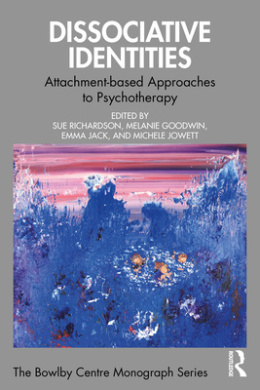 DISSOCIATIVE
IDENTITIES
Attachment-based Approaches
to Psychotherapy
EDITED BY
SUE RICHARDSON, MELANIE GOODWIN,
EMMA JACK, AND MICHELE JOWETT
The Bowlby Centre Monograph Series
R
Routledge